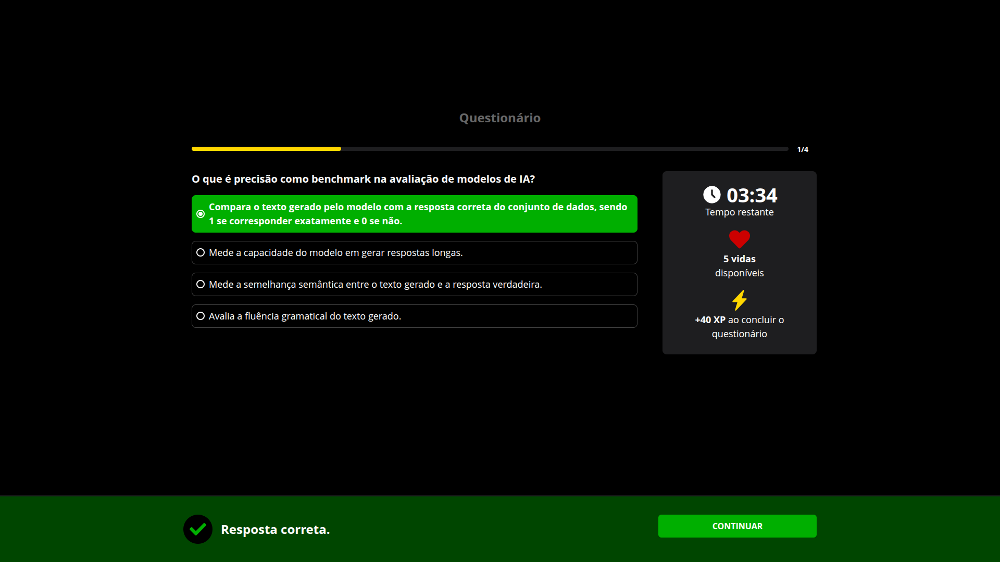 Questionário
1/4
O que é precisão como benchmark na avaliação de modelos de IA?
Compara o texto gerado pelo modelo com a resposta correta do conjunto de dados, sendo
1 se corresponder exatamente e 0 se não.
Mede a capacidade do modelo em gerar respostas longas.
Mede a semelhança semântica entre o texto gerado e a resposta verdadeira.
Avalia a fluência gramatical do texto gerado.
03:34
Tempo restante
5 vidas
disponíveis
+40 XP ao concluir o
questionário
Resposta correta.
CONTINUAR